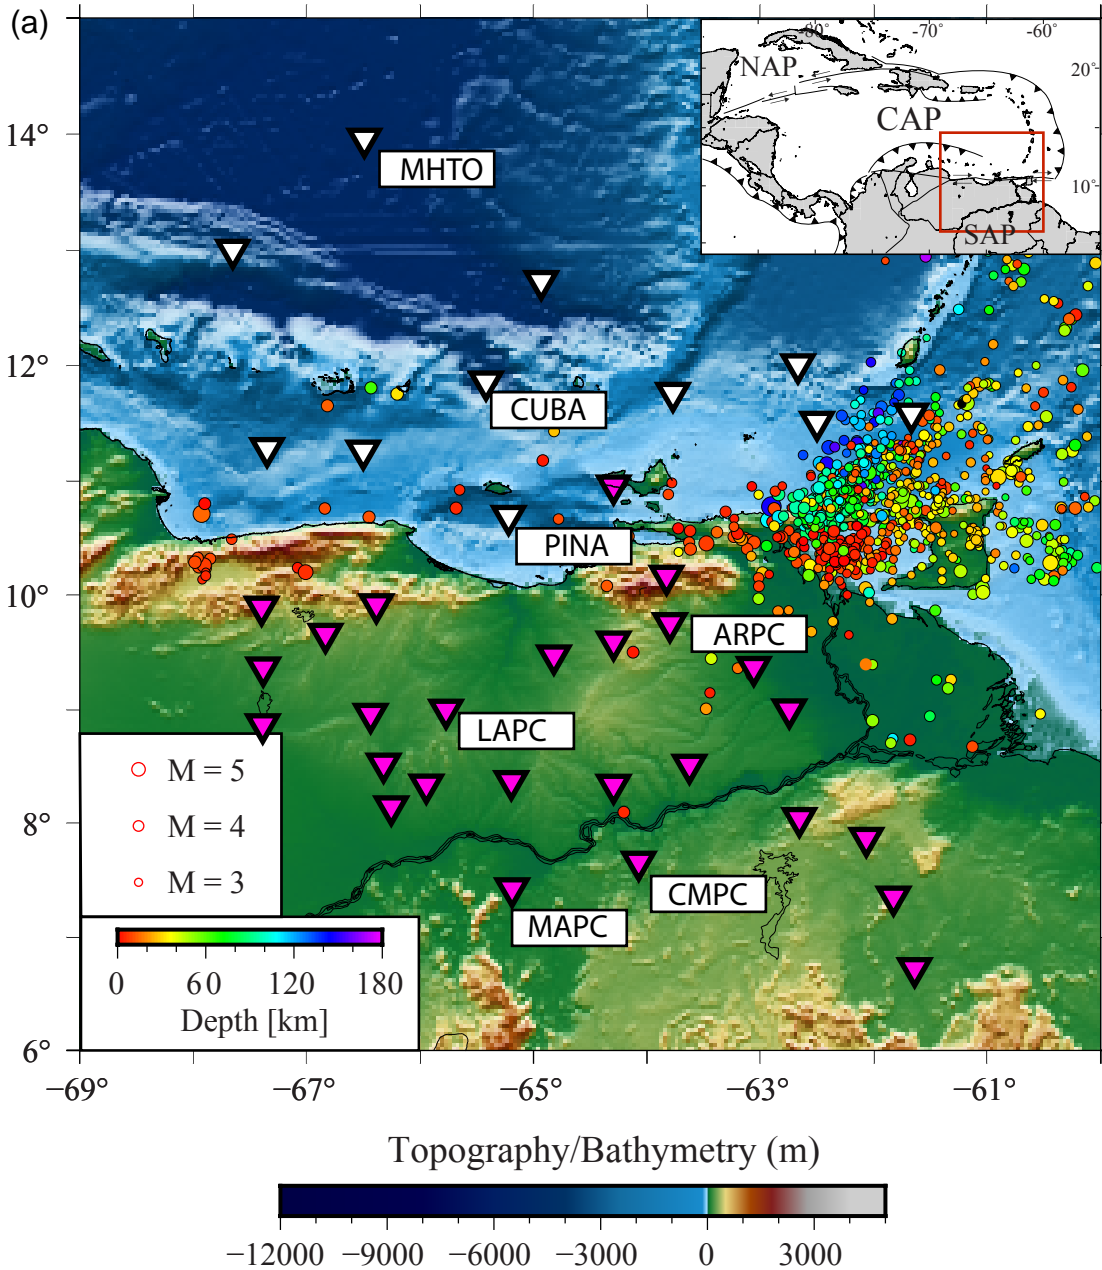 (a)
-80° -70° -60°
NAP
20°
CAP
10°
SAP
14°
MHTO
12°
CUBA
PINA
10°
ARPC
LAPC
M = 5
M = 4
8°
M = 3
CMPC
MAPC
0 60 120 180
Depth [km]
6°
−69° −67° −65° −63° −61°
Topography/Bathymetry (m)
−12000 −9000 −6000 −3000 0 3000